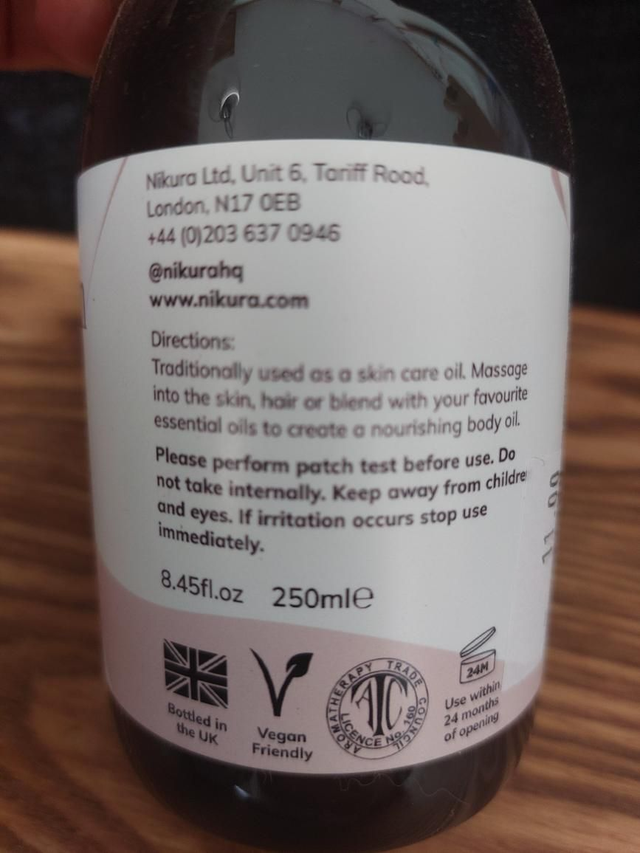 Nikura Ltd, Unit 6, Tariff Road,
London, N17 0EB
+44 (0)203 637 0946
@nikurahq
www.nikura.com
Directions:
Traditionally used as a skin care oil. Massage
into the skin, hair or blend with your favourite
essential oils to create a nourishing body oil.
Please perform patch test before use. Do
not take internally. Keep away from childre
and eyes. If irritation occurs stop use
immediately.
8.45fl.oz 250ml℮
Bottled in
the UK
Vegan
Friendly
AROMATHERAPY TRADE COUNCIL
ATC
LICENCE No. 160
24M
Use within
24 months
of opening